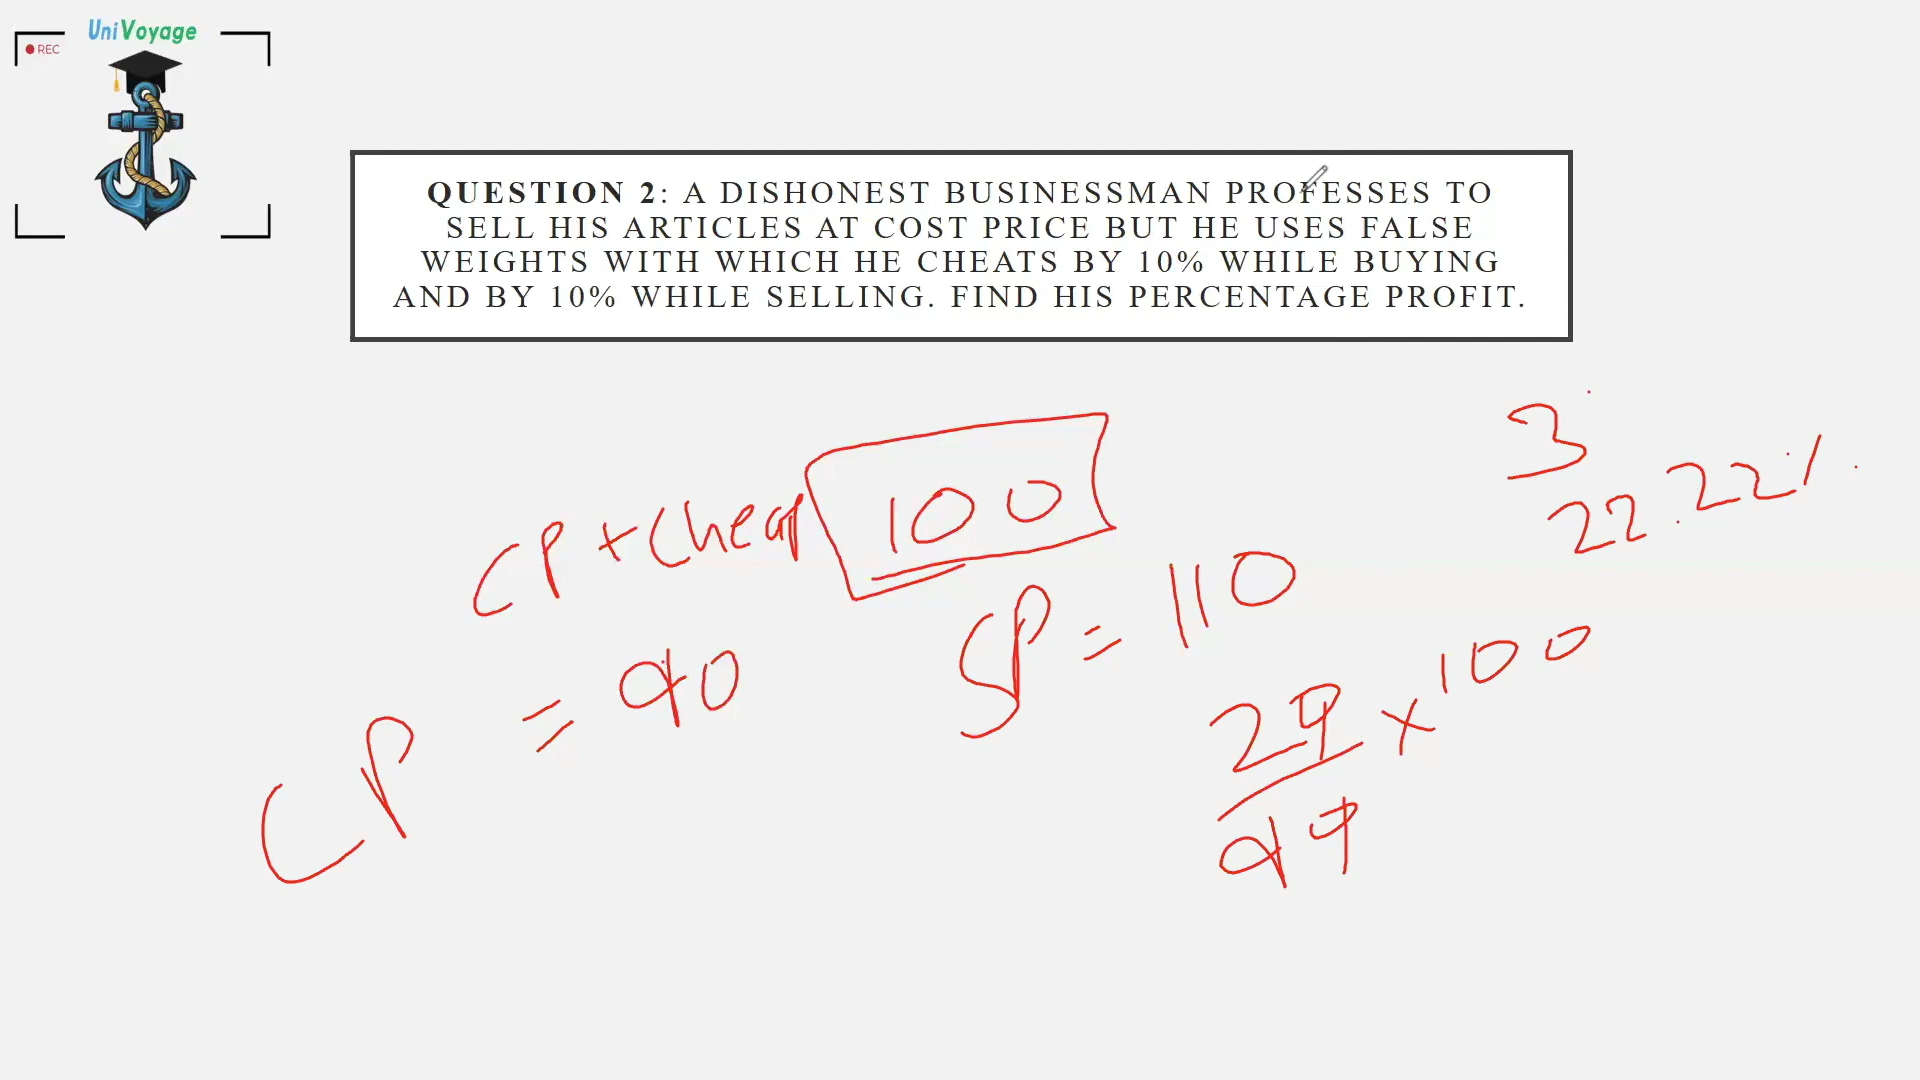 UniVoyage
REC
QUESTION 2: A DISHONEST BUSINESSMAN PROFESSES TO
SELL HIS ARTICLES AT COST PRICE BUT HE USES FALSE
WEIGHTS WITH WHICH HE CHEATS BY 10% WHILE BUYING
AND BY 10% WHILE SELLING. FIND HIS PERCENTAGE PROFIT.
3
22.22%.
CP + Cheap 100
SP = 110
CP = 90
20 × 100
90